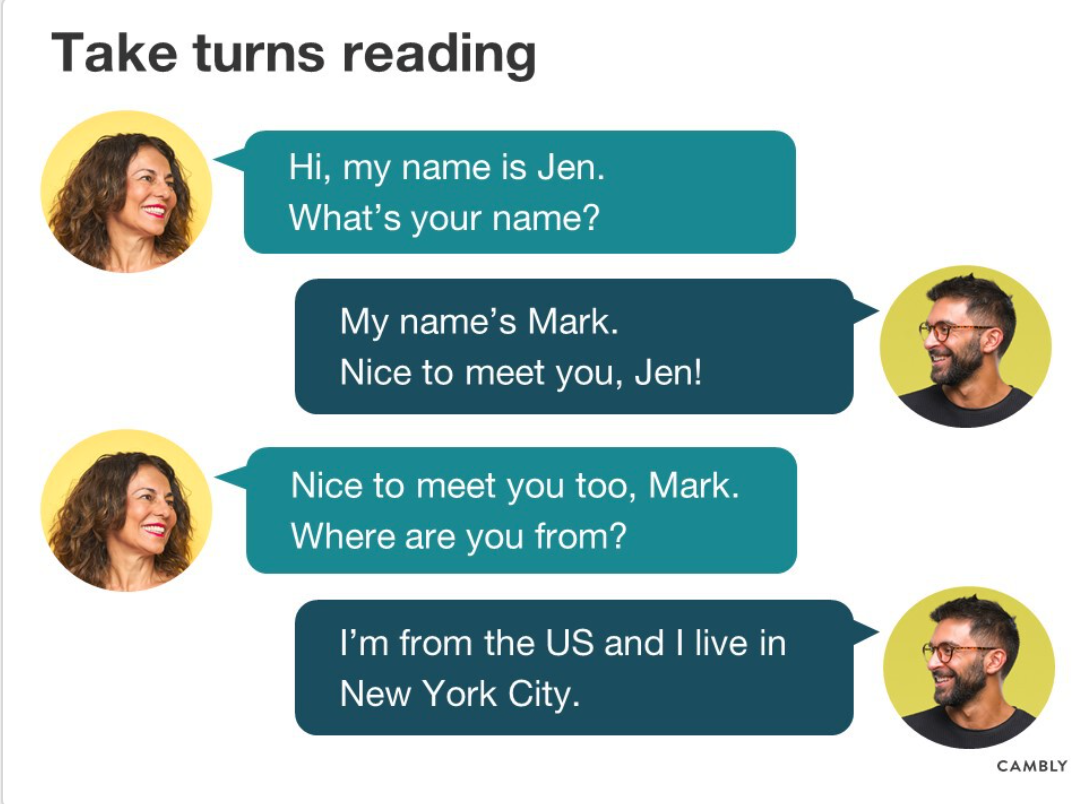 Take turns reading
Hi, my name is Jen.
What’s your name?
My name’s Mark.
Nice to meet you, Jen!
Nice to meet you too, Mark.
Where are you from?
I’m from the US and I live in
New York City.
CAMBLY